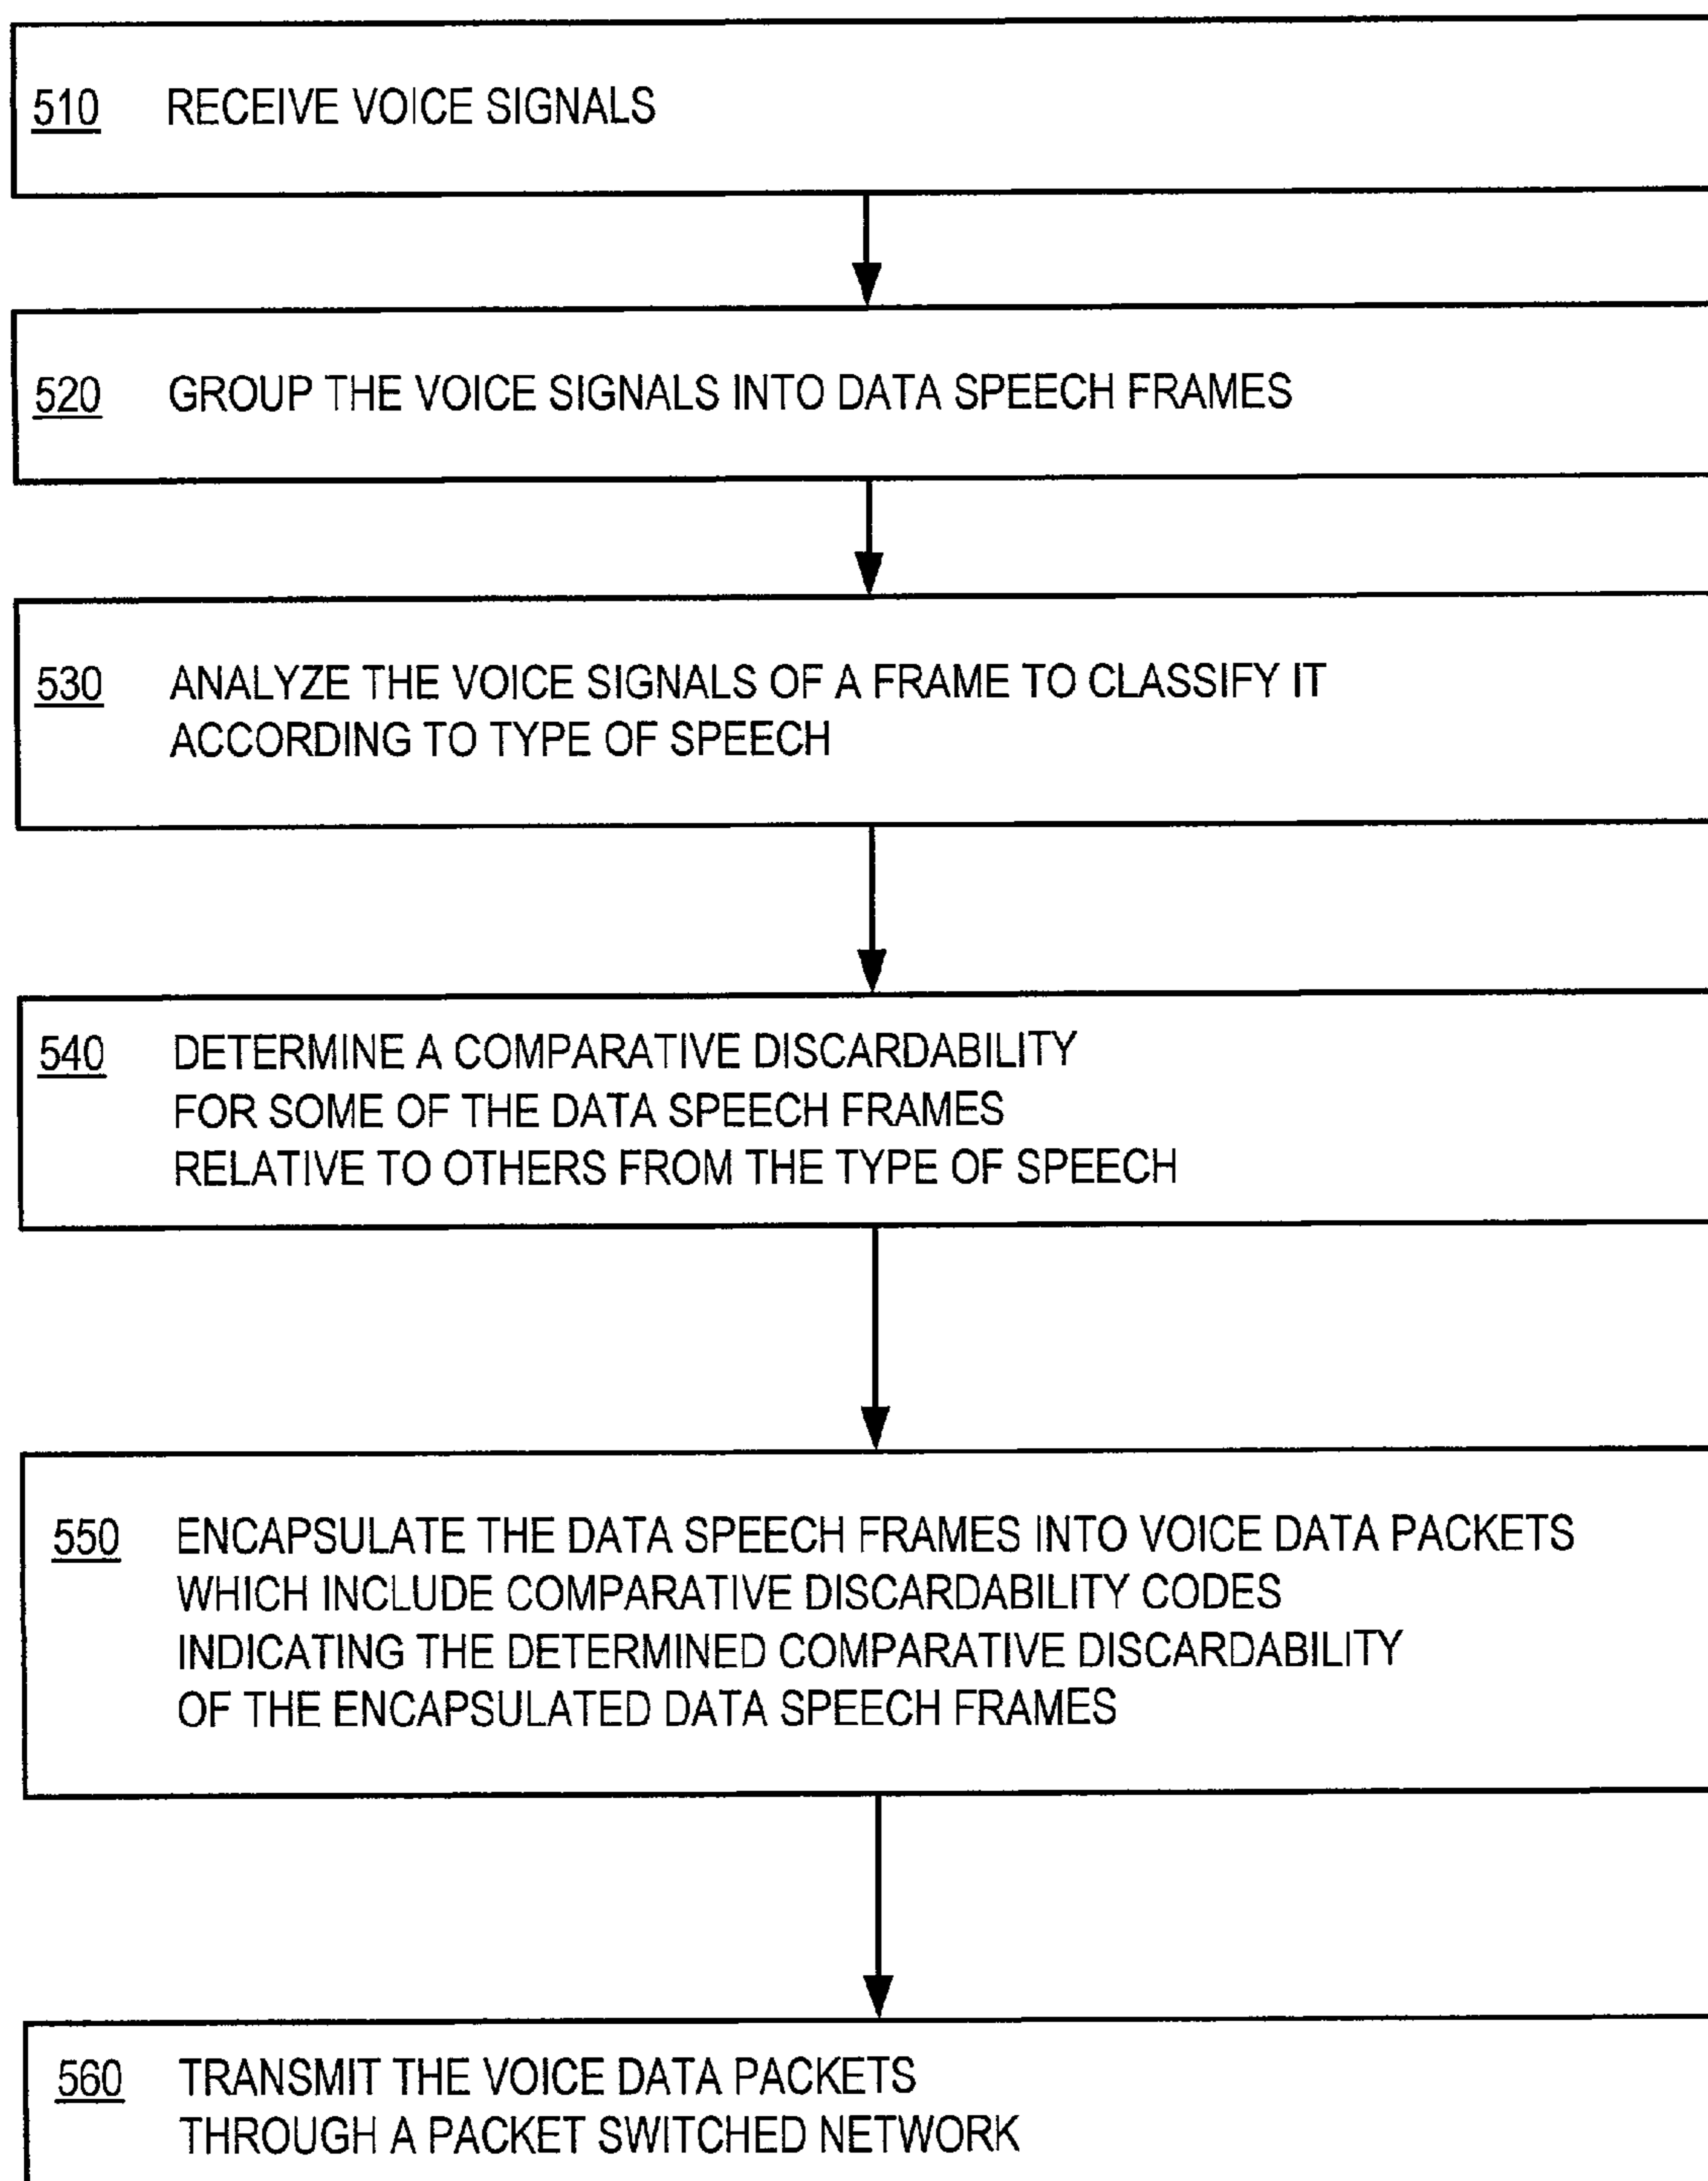 510 RECEIVE VOICE SIGNALS
520 GROUP THE VOICE SIGNALS INTO DATA SPEECH FRAMES
530 ANALYZE THE VOICE SIGNALS OF A FRAME TO CLASSIFY IT
ACCORDING TO TYPE OF SPEECH
540 DETERMINE A COMPARATIVE DISCARDABILITY
FOR SOME OF THE DATA SPEECH FRAMES
RELATIVE TO OTHERS FROM THE TYPE OF SPEECH
550 ENCAPSULATE THE DATA SPEECH FRAMES INTO VOICE DATA PACKETS
WHICH INCLUDE COMPARATIVE DISCARDABILITY CODES
INDICATING THE DETERMINED COMPARATIVE DISCARDABILITY
OF THE ENCAPSULATED DATA SPEECH FRAMES
560 TRANSMIT THE VOICE DATA PACKETS
THROUGH A PACKET SWITCHED NETWORK